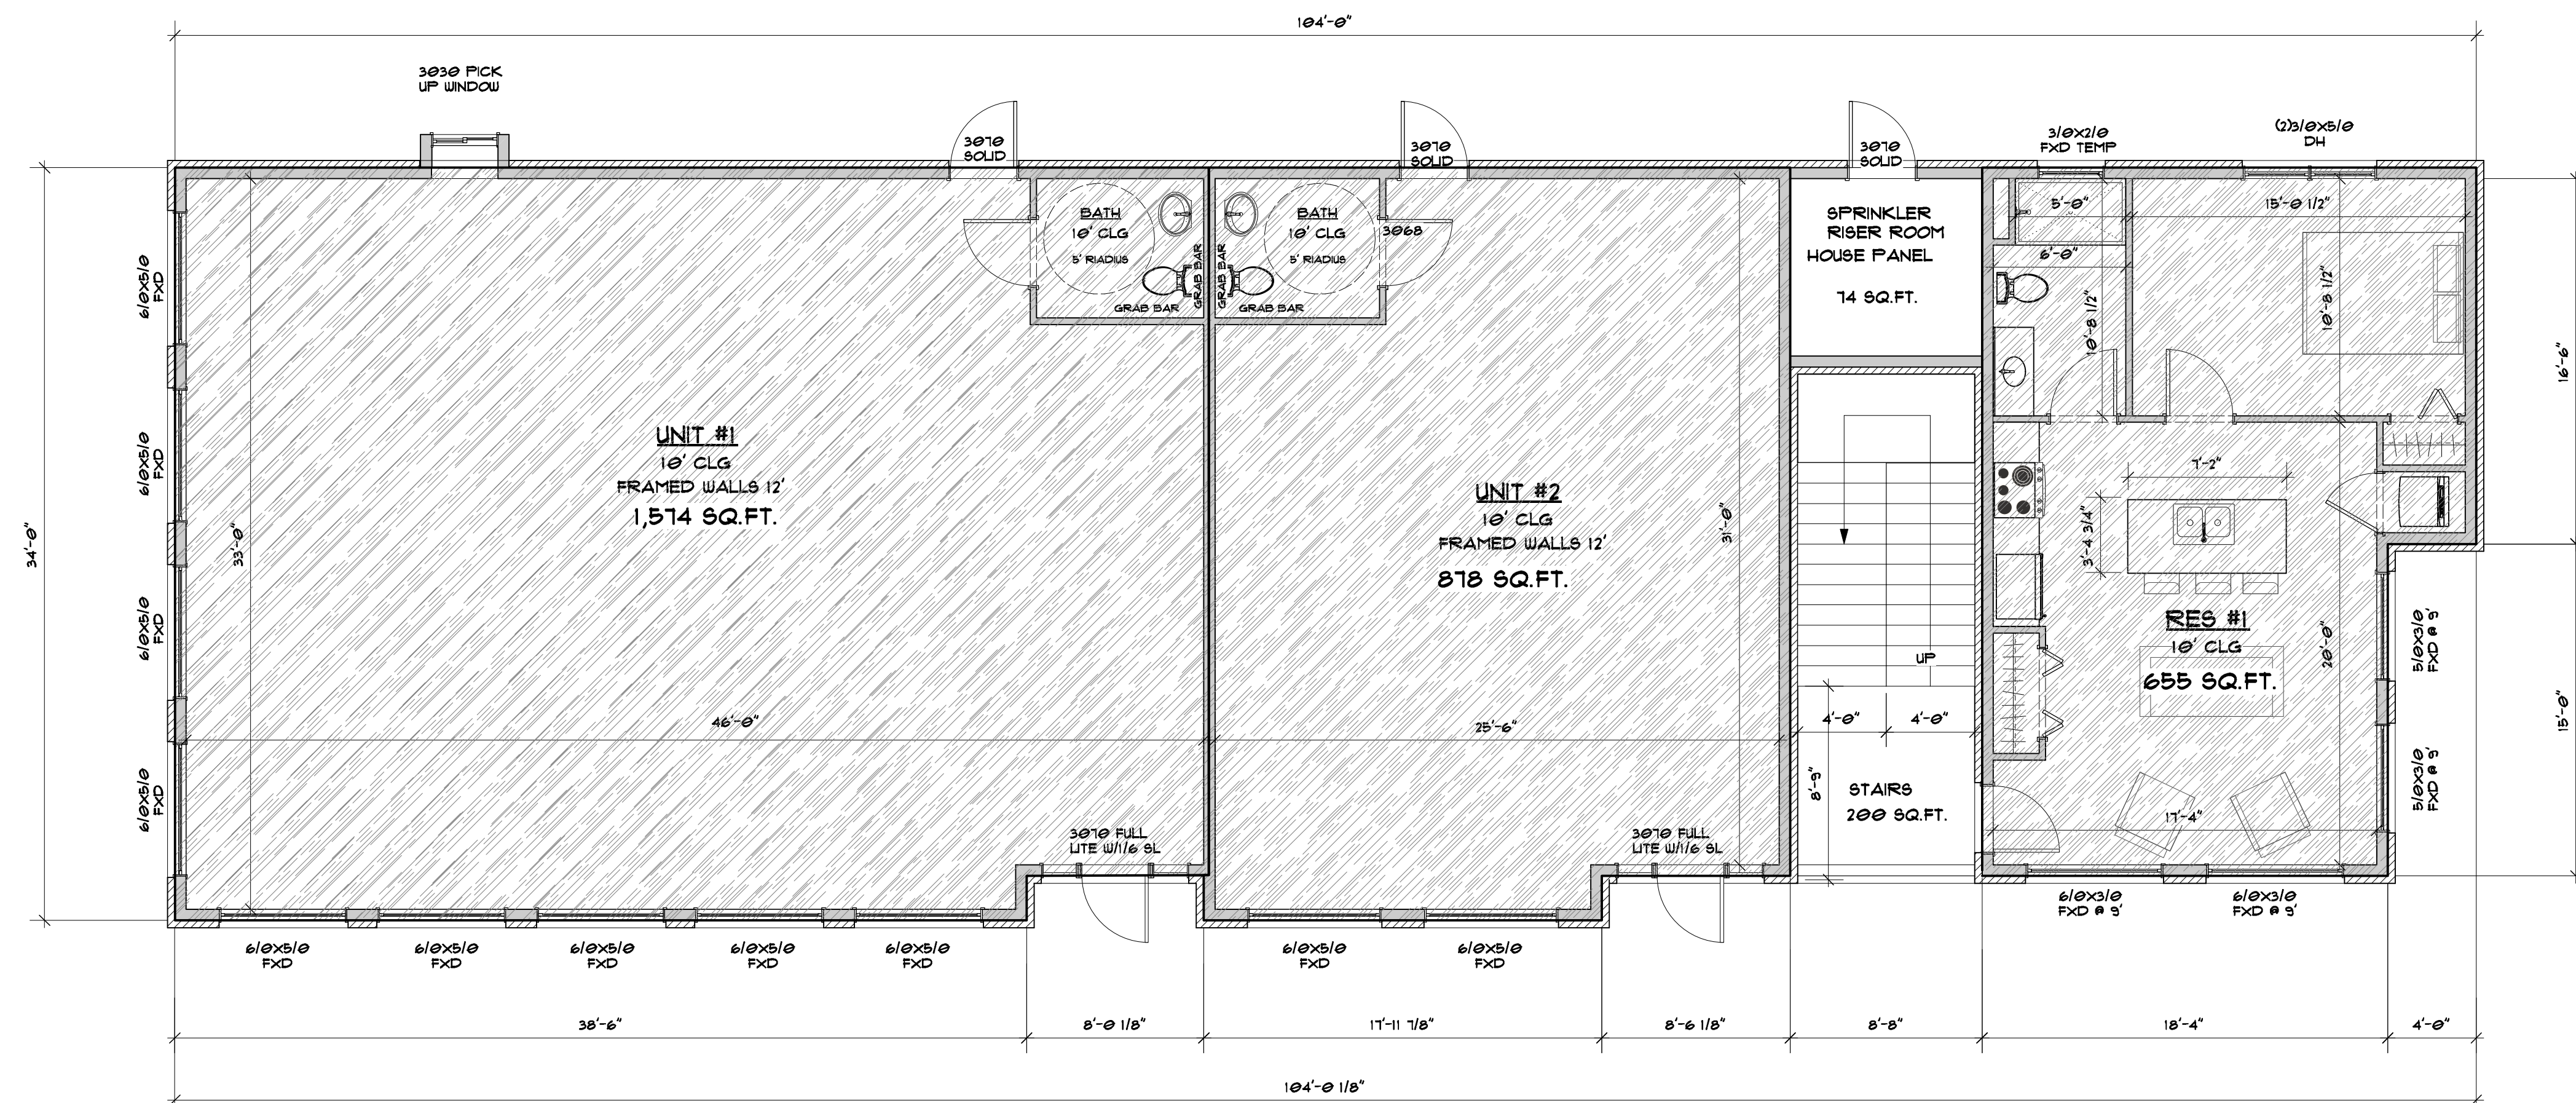 104'-0"
3030 PICK
UP WINDOW
3070
SOLID
3070
SOLID
3070
SOLID
3/0X2/0
FXD TEMP
(2)3/0X5/0
DH
BATH
10' CLG
5' RIADIUS
GRAB BAR
GRAB BAR
BATH
10' CLG
5' RIADIUS
GRAB BAR
GRAB BAR
3068
SPRINKLER
RISER ROOM
HOUSE PANEL
74 SQ.FT.
5'-0"
15'-0 1/2"
6'-0"
10'-8 1/2"
10'-8 1/2"
16'-6"
6/0X5/0
FXD
6/0X5/0
FXD
6/0X5/0
FXD
6/0X5/0
FXD
34'-0"
33'-0"
UNIT #1
10' CLG
FRAMED WALLS 12'
1,574 SQ.FT.
UNIT #2
10' CLG
FRAMED WALLS 12'
878 SQ.FT.
31'-0"
7'-2"
3'-4 3/4"
RES #1
10' CLG
655 SQ.FT.
20'-0"
5/0X3/0
FXD @ 9'
5/0X3/0
FXD @ 9'
15'-0"
UP
46'-0"
25'-6"
4'-0"
4'-0"
8'-9"
STAIRS
200 SQ.FT.
17'-4"
3070 FULL
LITE W/1/6 SL
3070 FULL
LITE W/1/6 SL
6/0X3/0
FXD @ 9'
6/0X3/0
FXD @ 9'
6/0X5/0
FXD
6/0X5/0
FXD
6/0X5/0
FXD
6/0X5/0
FXD
6/0X5/0
FXD
6/0X5/0
FXD
6/0X5/0
FXD
38'-6"
8'-0 1/8"
17'-11 7/8"
8'-6 1/8"
8'-8"
18'-4"
4'-0"
104'-0 1/8"